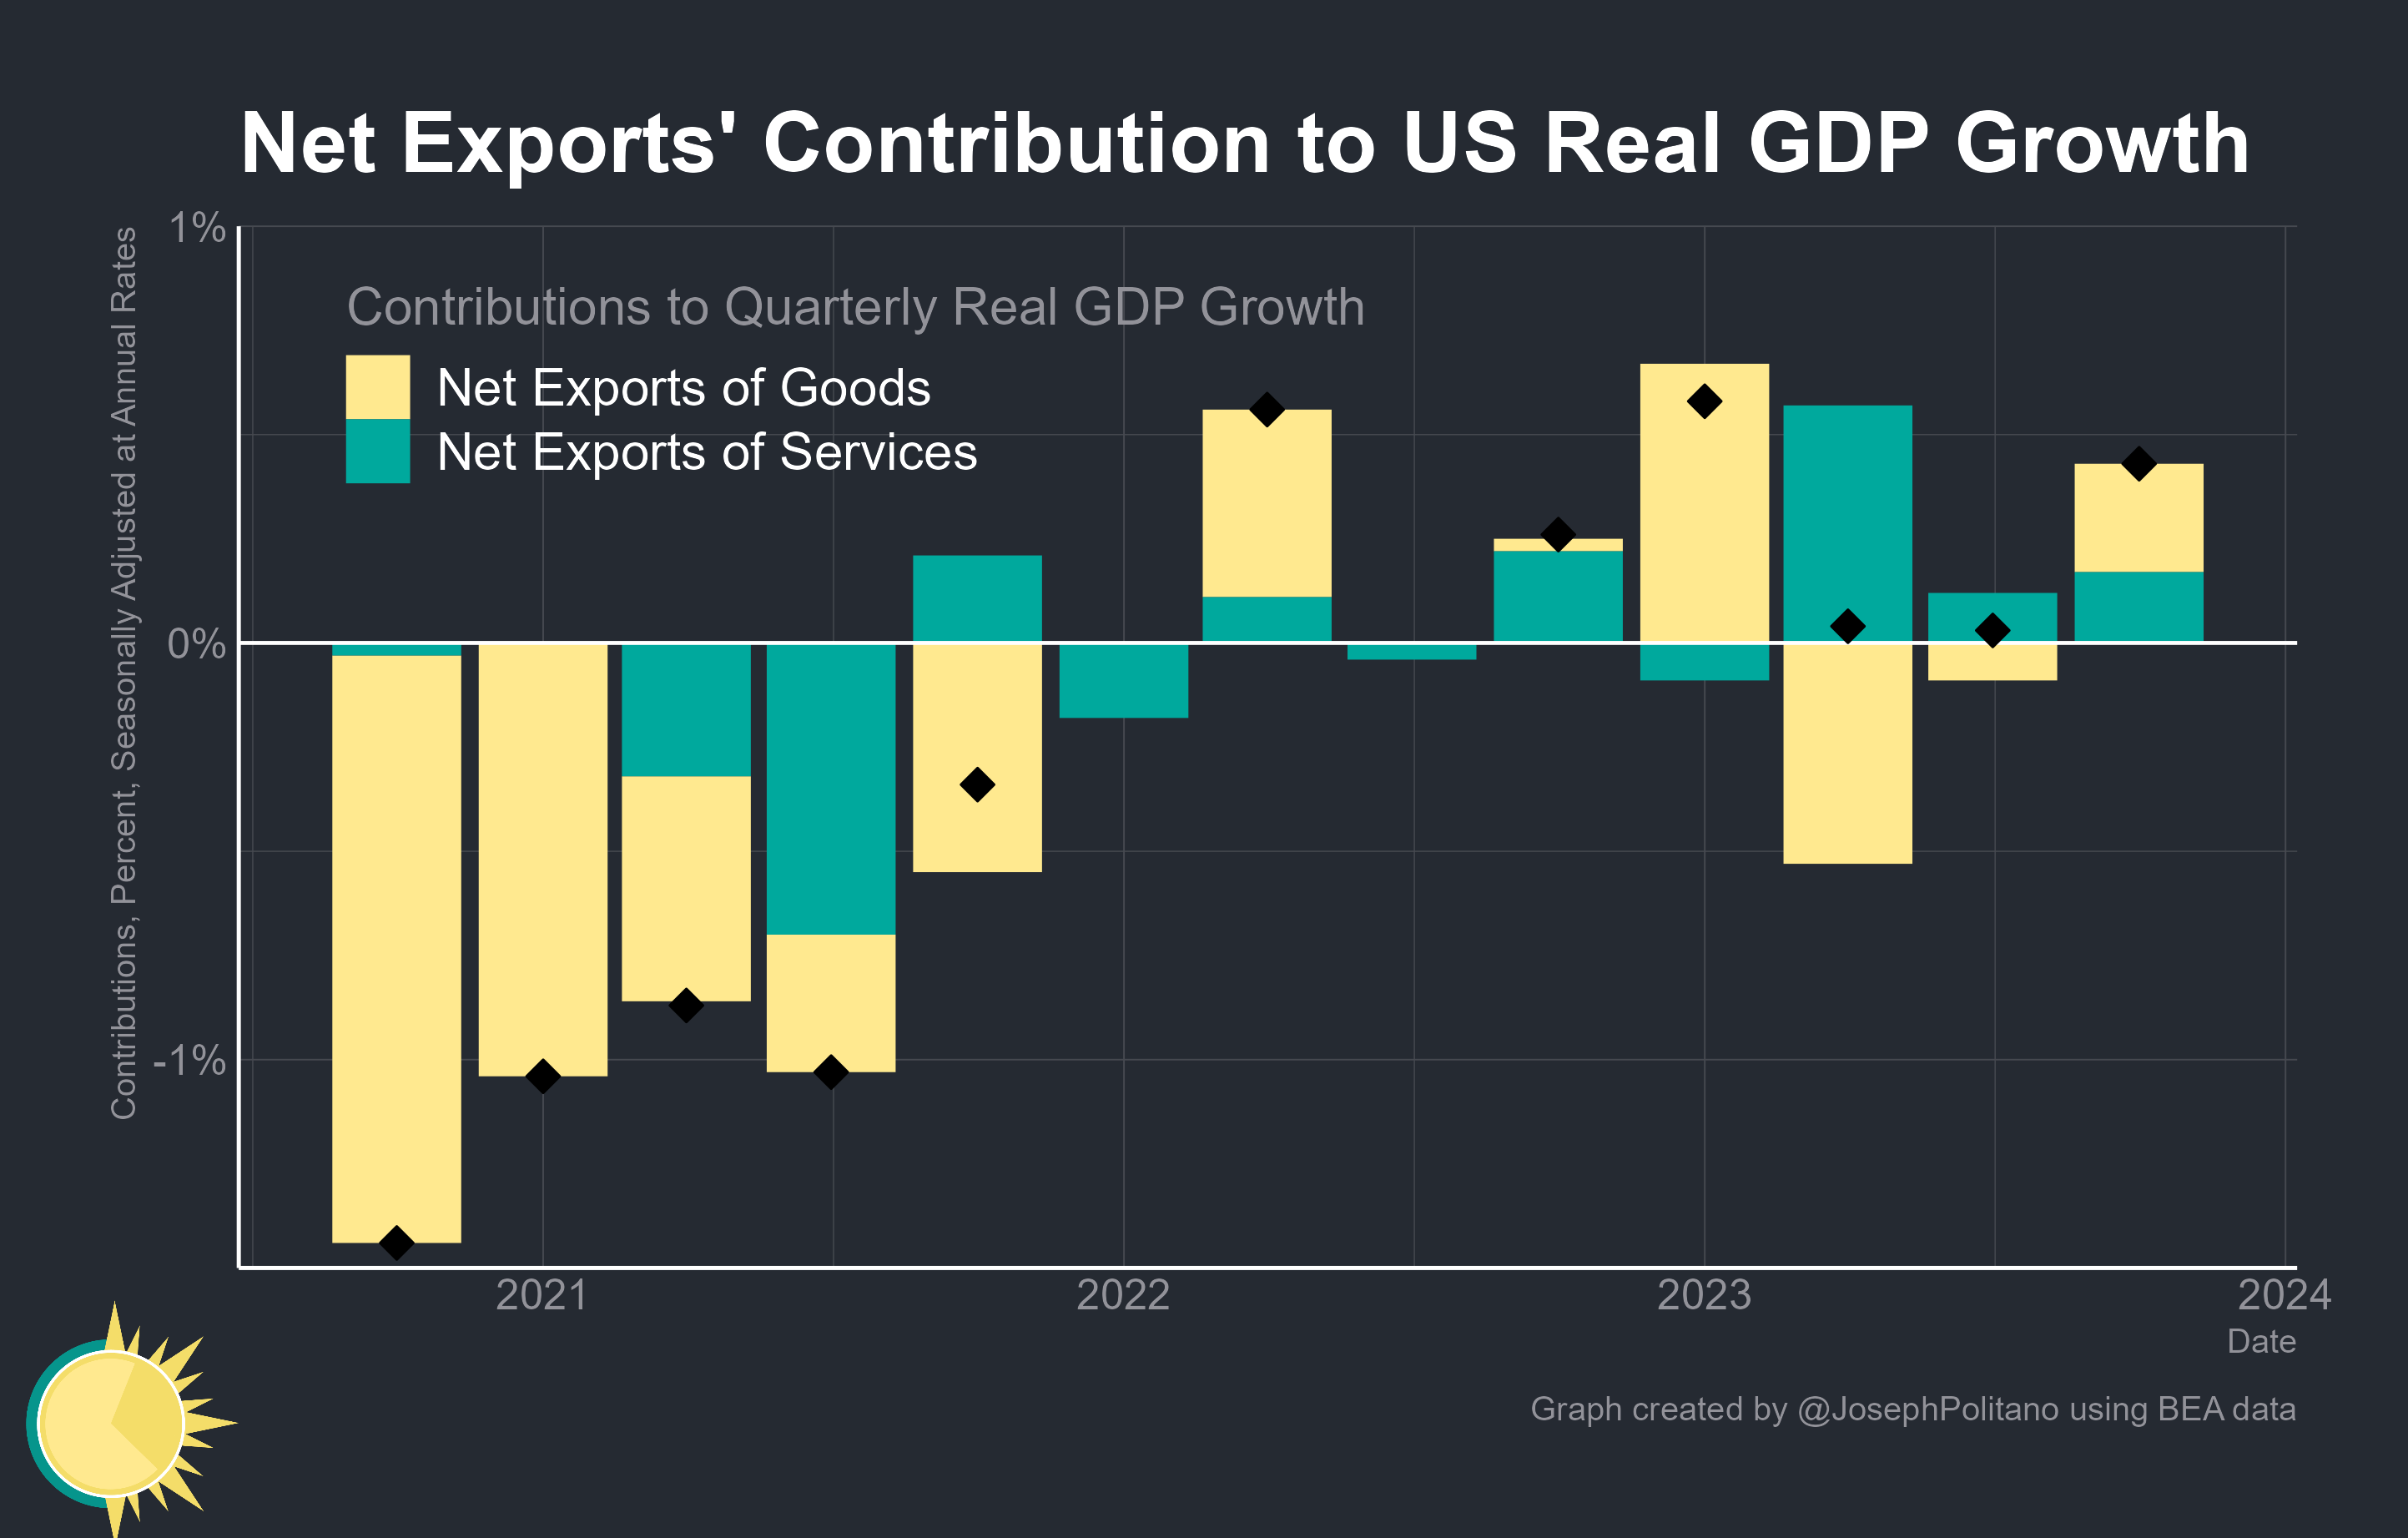 Net Exports' Contribution to US Real GDP Growth
Contributions, Percent, Seasonally Adjusted at Annual Rates
1%
0%
-1%
Contributions to Quarterly Real GDP Growth
Net Exports of Goods
Net Exports of Services
2021
2022
2023
2024
Date
Graph created by @JosephPolitano using BEA data